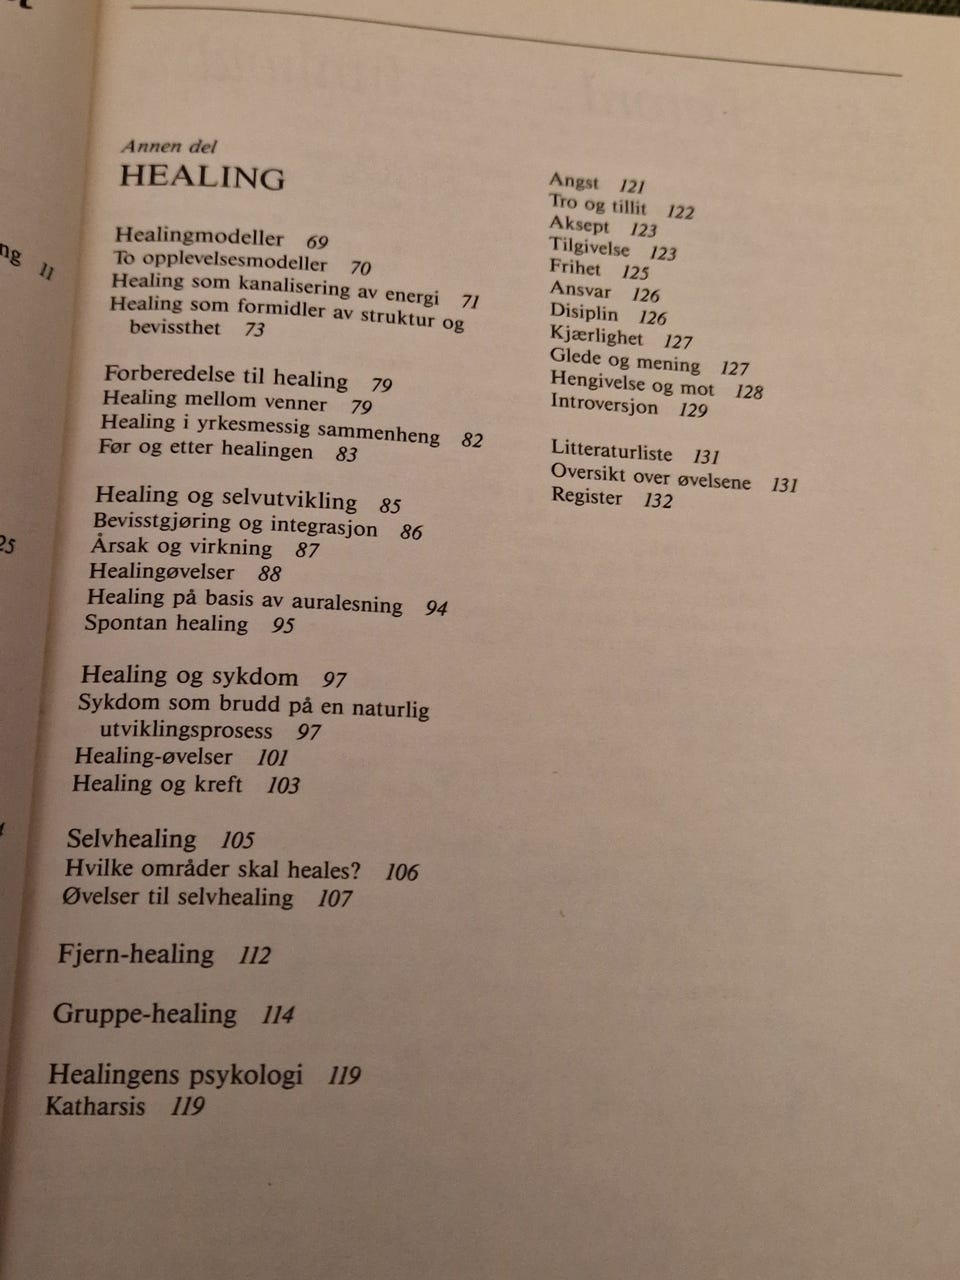 ng 11
25
Annen del
HEALING
Healingmodeller 69
To opplevelsesmodeller 70
Healing som kanalisering av energi 71
Healing som formidler av struktur og
bevissthet 73
Forberedelse til healing 79
Healing mellom venner 79
Healing i yrkesmessig sammenheng 82
Før og etter healingen 83
Healing og selvutvikling 85
Bevisstgjøring og integrasjon 86
Årsak og virkning 87
Healingøvelser 88
Healing på basis av auralesning 94
Spontan healing 95
Healing og sykdom 97
Sykdom som brudd på en naturlig
utviklingsprosess 97
Healing-øvelser 101
Healing og kreft 103
Selvhealing 105
Hvilke områder skal heales? 106
Øvelser til selvhealing 107
Fjern-healing 112
Gruppe-healing 114
Healingens psykologi 119
Katharsis 119
Angst 121
Tro og tillit 122
Aksept 123
Tilgivelse 123
Frihet 125
Ansvar 126
Disiplin 126
Kjærlighet 127
Glede og mening 127
Hengivelse og mot 128
Introversjon 129
Litteraturliste 131
Oversikt over øvelsene 131
Register 132